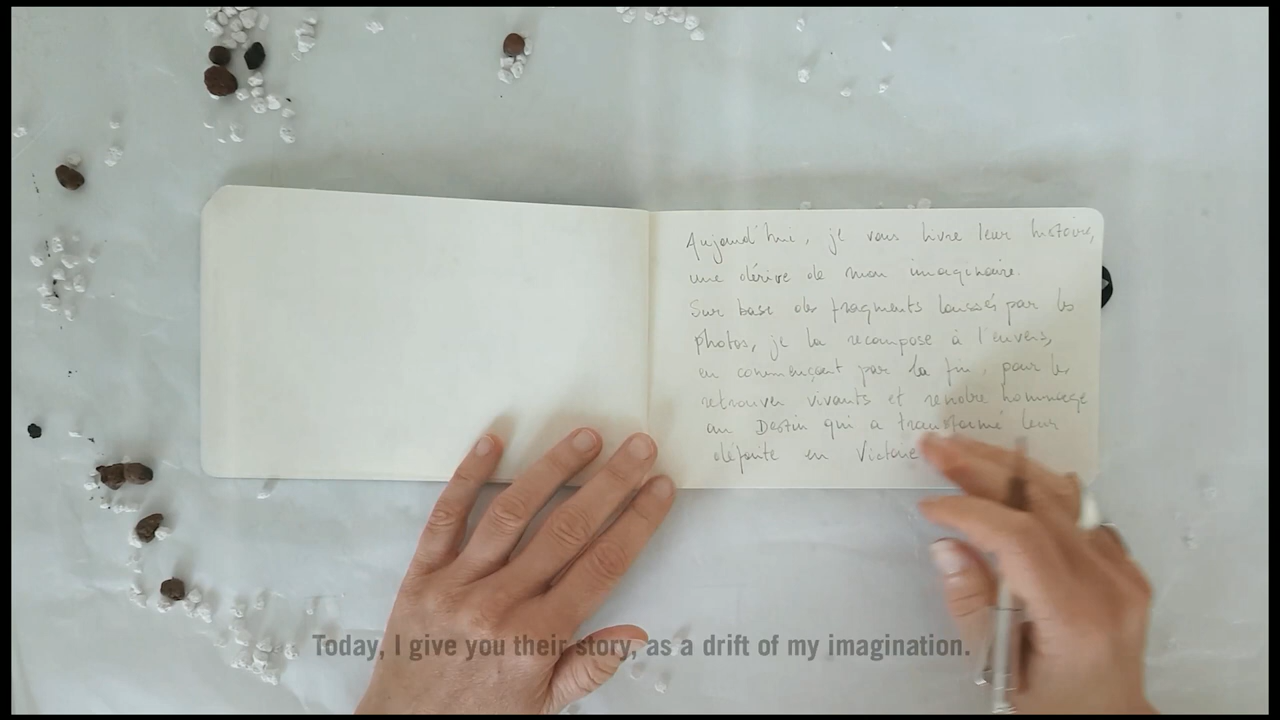 Aujourd'hui, je vous livre leur histoire,
une dérive de mon imaginaire.
Sur base des fragments laissés par les
photos, je la recompose à l'envers,
en commençant par la fin, pour les
retrouver vivants et rendre hommage
au Destin qui a transformé leur
défaite en Victoire
Today, I give you their story, as a drift of my imagination.